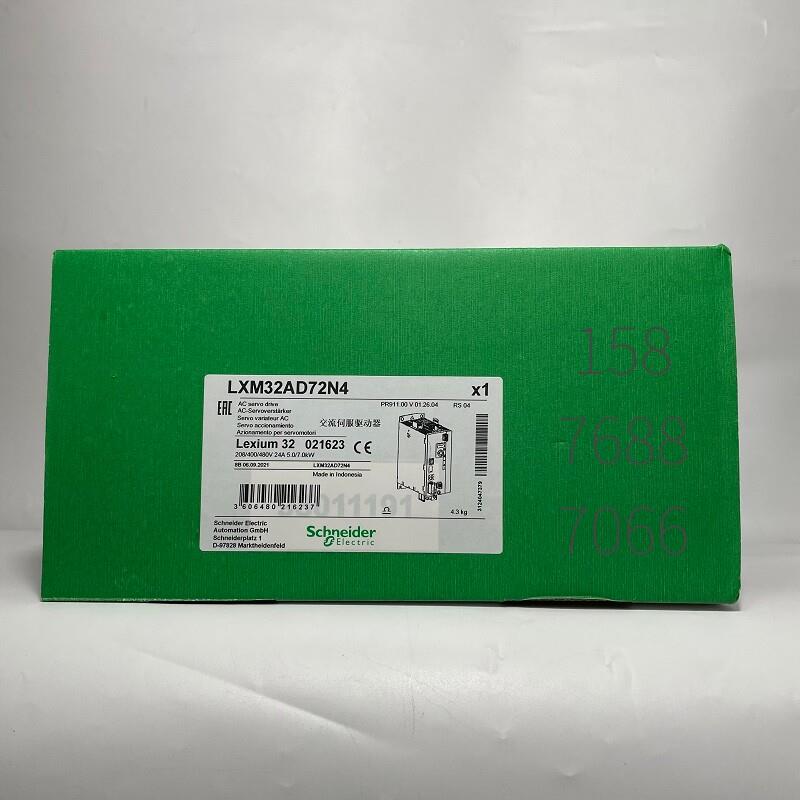 LXM32AD72N4 x1
EAC
AC servo drive PR911.00 V 01.26.04 RS 04
AC-Servoverstärker
Servo variateur AC
Servo accionamiento 交流伺服驱动器
Azionamento per servomotori
Lexium 32 021623 CE
208/400/480V 24A 5.0/7.0kW
8B 06.09.2021 LXM32AD72N4
Made in Indonesia
3124647379
3 606480 216237
4.3 kg
Schneider Electric
Automation GmbH
Schneiderplatz 1
D-97828 Marktheidenfeld
Schneider
Electric
158
7688
7066